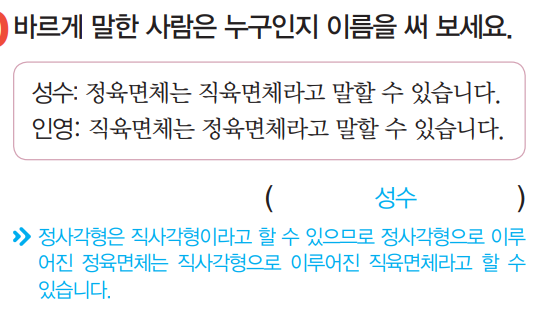 바르게 말한 사람은 누구인지 이름을 써 보세요.
성수: 정육면체는 직육면체라고 말할 수 있습니다.
인영: 직육면체는 정육면체라고 말할 수 있습니다.
( 성수 )
>> 정사각형은 직사각형이라고 할 수 있으므로 정사각형으로 이루
어진 정육면체는 직사각형으로 이루어진 직육면체라고 할 수
있습니다.